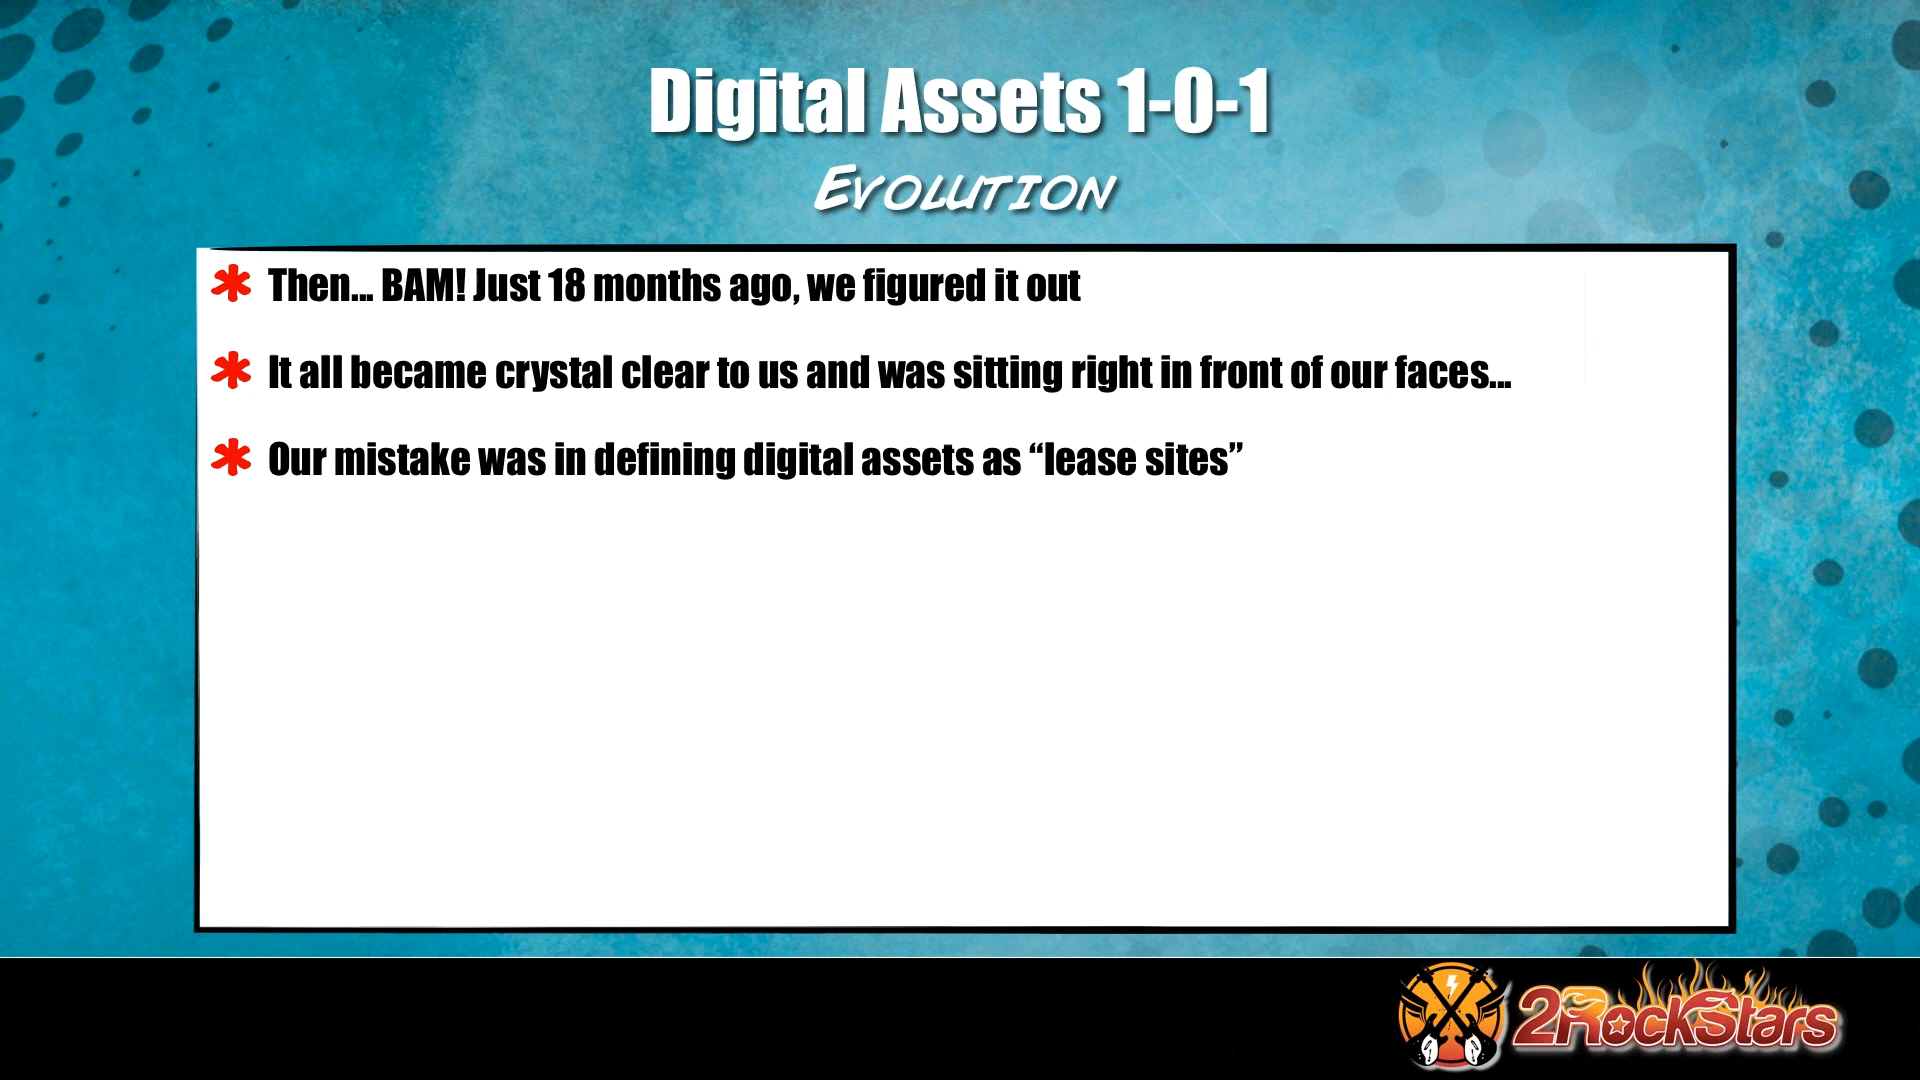 Digital Assets 1-0-1
Evolution
Then... BAM! Just 18 months ago, we figured it out
It all became crystal clear to us and was sitting right in front of our faces...
Our mistake was in defining digital assets as “lease sites”
2RockStars